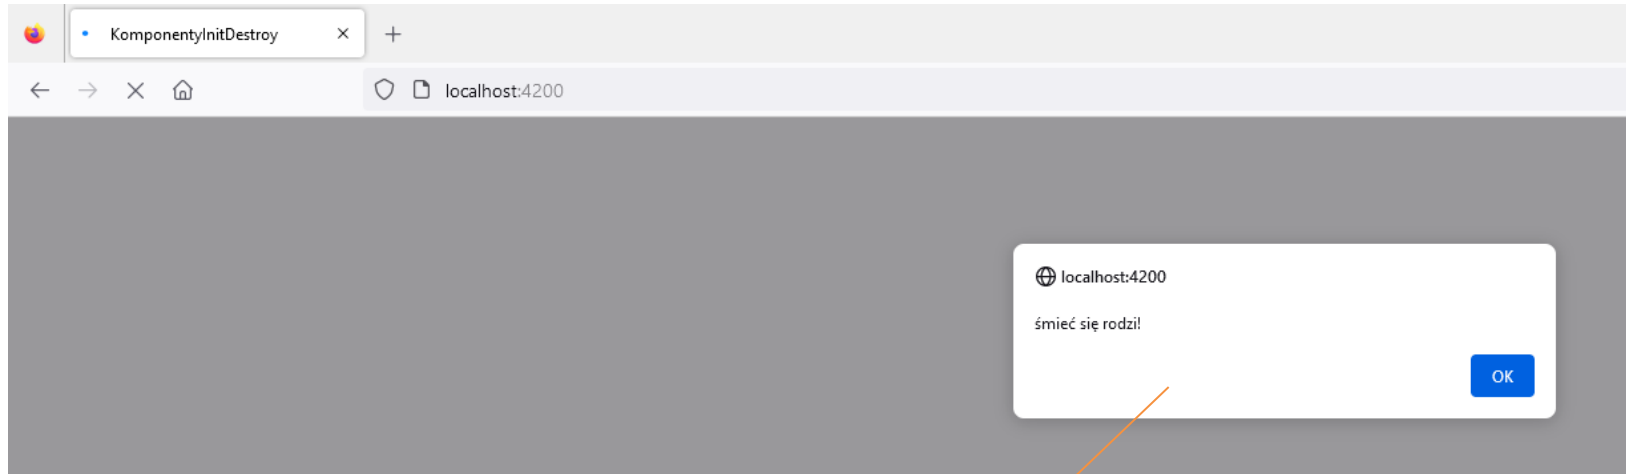 KomponentyInitDestroy
localhost:4200
localhost:4200
śmieć się rodzi!
OK